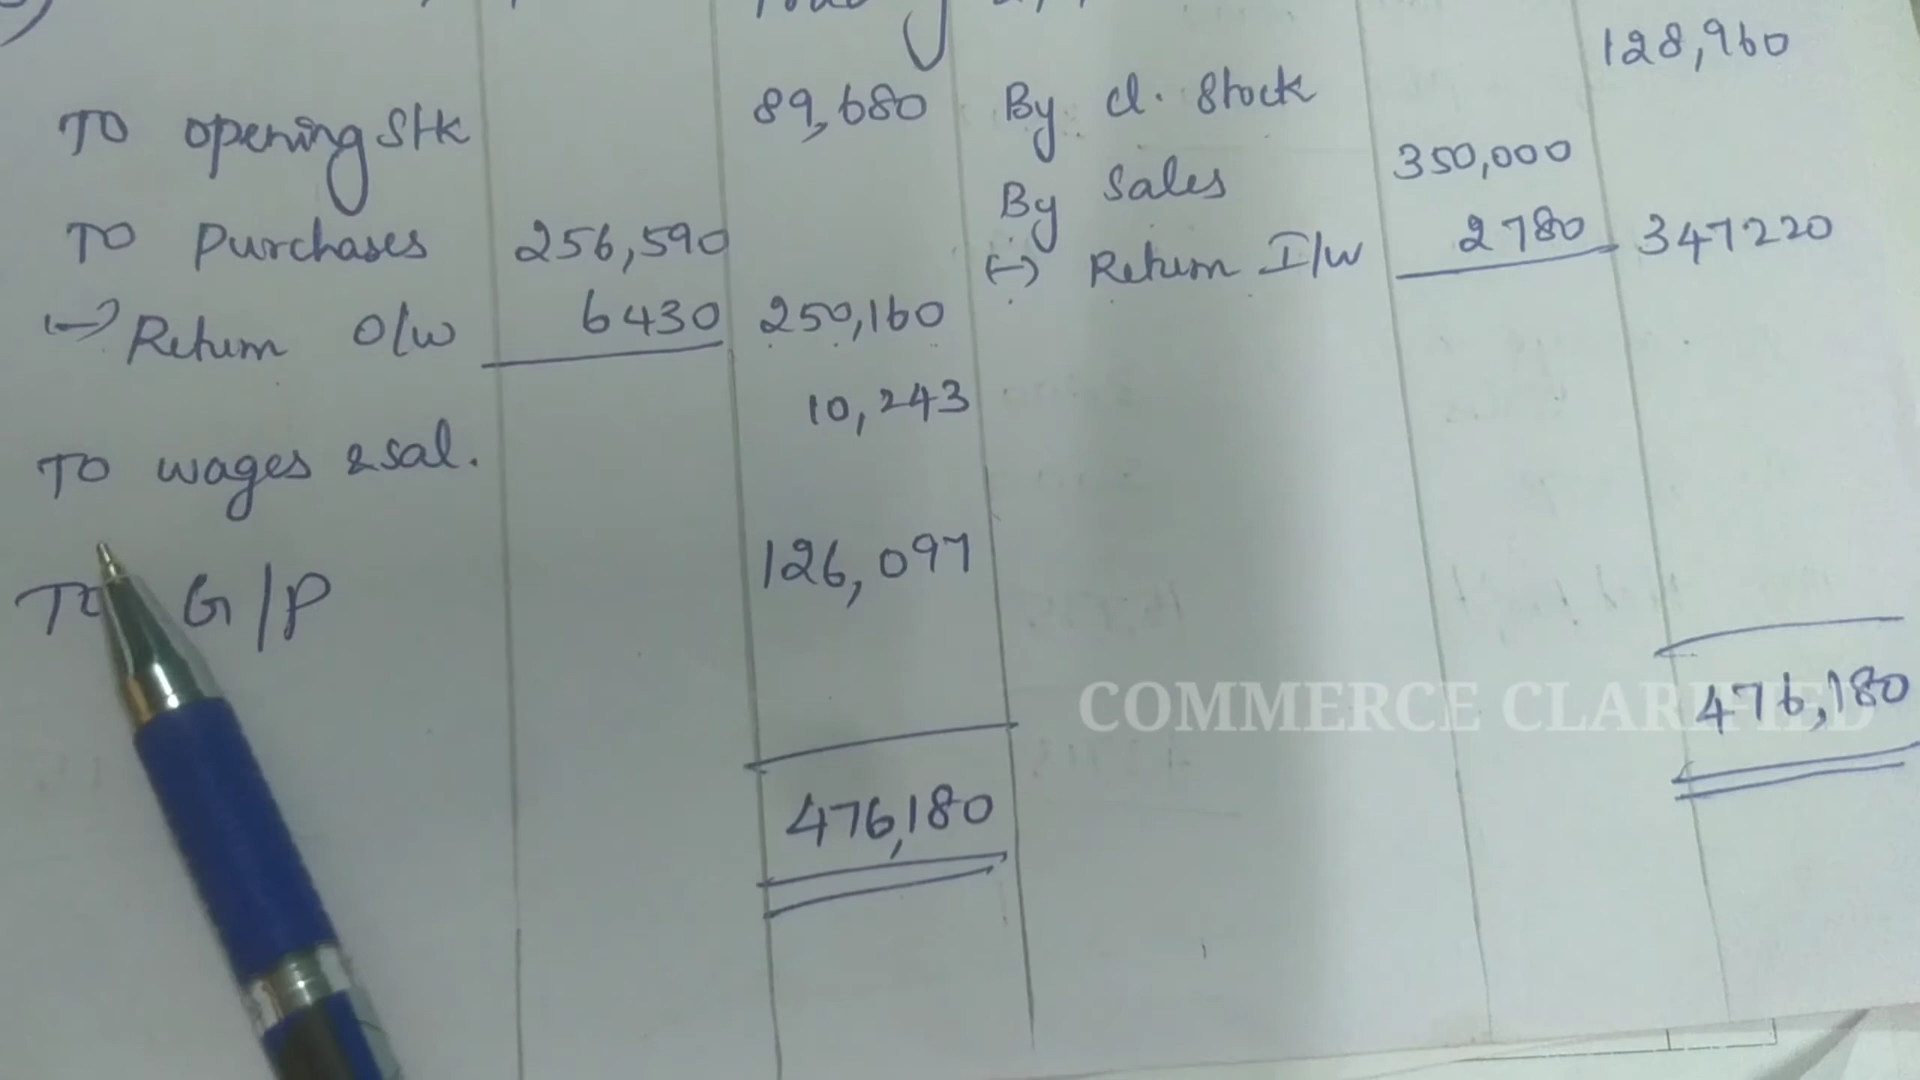 128,960
To opening Stk 89,680 By cl. Stock
By Sales 350,000
To Purchases 256,590
(-) Return I/w 2780 347220
(-) Return O/w 6430 250,160
To wages & sal. 10,243
To G/P 126,097
COMMERCE CLARIFIED
476,180
476,180